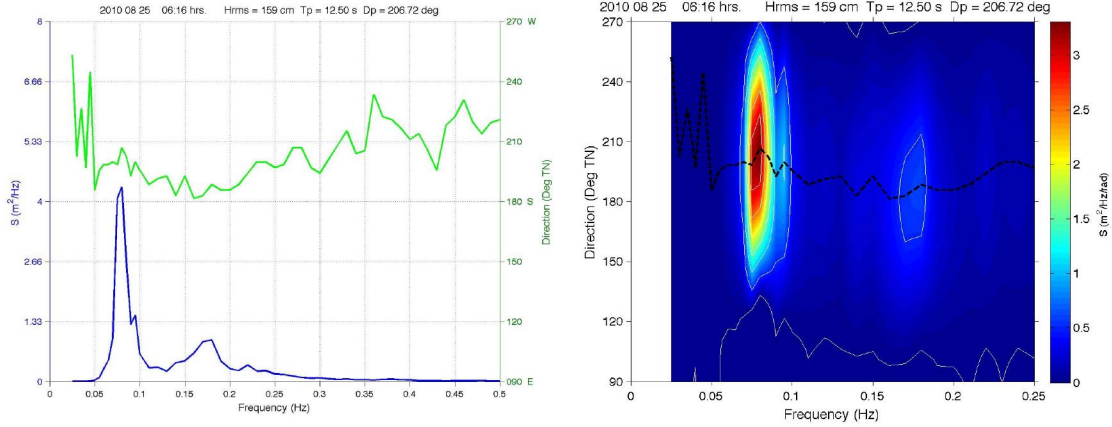 2010 08 25 06:16 hrs. Hrms = 159 cm Tp = 12.50 s Dp = 206.72 deg
8
6.66
5.33
4
2.66
1.33
0
S (m²/Hz)
0 0.05 0.1 0.15 0.2 0.25 0.3 0.35 0.4 0.45 0.5
Frequency (Hz)
270 W
240
210
180 S
150
120
090 E
Direction (Deg TN)
2010 08 25 06:16 hrs. Hrms = 159 cm Tp = 12.50 s Dp = 206.72 deg
270
240
210
180
150
120
90
Direction (Deg TN)
0 0.05 0.1 0.15 0.2 0.25
Frequency (Hz)
3
2.5
2
1.5
1
0.5
0
S (m²/Hz/rad)